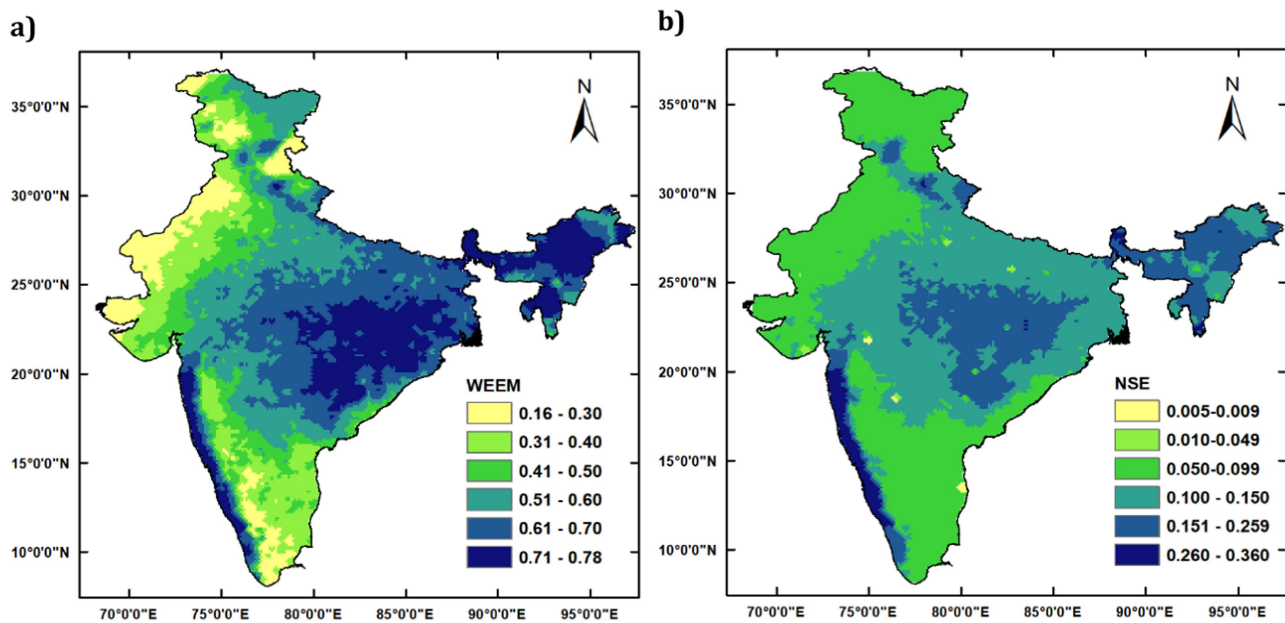 a)
N
35°0'0"N
30°0'0"N
25°0'0"N
20°0'0"N
15°0'0"N
10°0'0"N
WEEM
0.16 - 0.30
0.31 - 0.40
0.41 - 0.50
0.51 - 0.60
0.61 - 0.70
0.71 - 0.78
70°0'0"E 75°0'0"E 80°0'0"E 85°0'0"E 90°0'0"E 95°0'0"E
b)
N
35°0'0"N
30°0'0"N
25°0'0"N
20°0'0"N
15°0'0"N
10°0'0"N
NSE
0.005-0.009
0.010-0.049
0.050-0.099
0.100 - 0.150
0.151 - 0.259
0.260 - 0.360
70°0'0"E 75°0'0"E 80°0'0"E 85°0'0"E 90°0'0"E 95°0'0"E